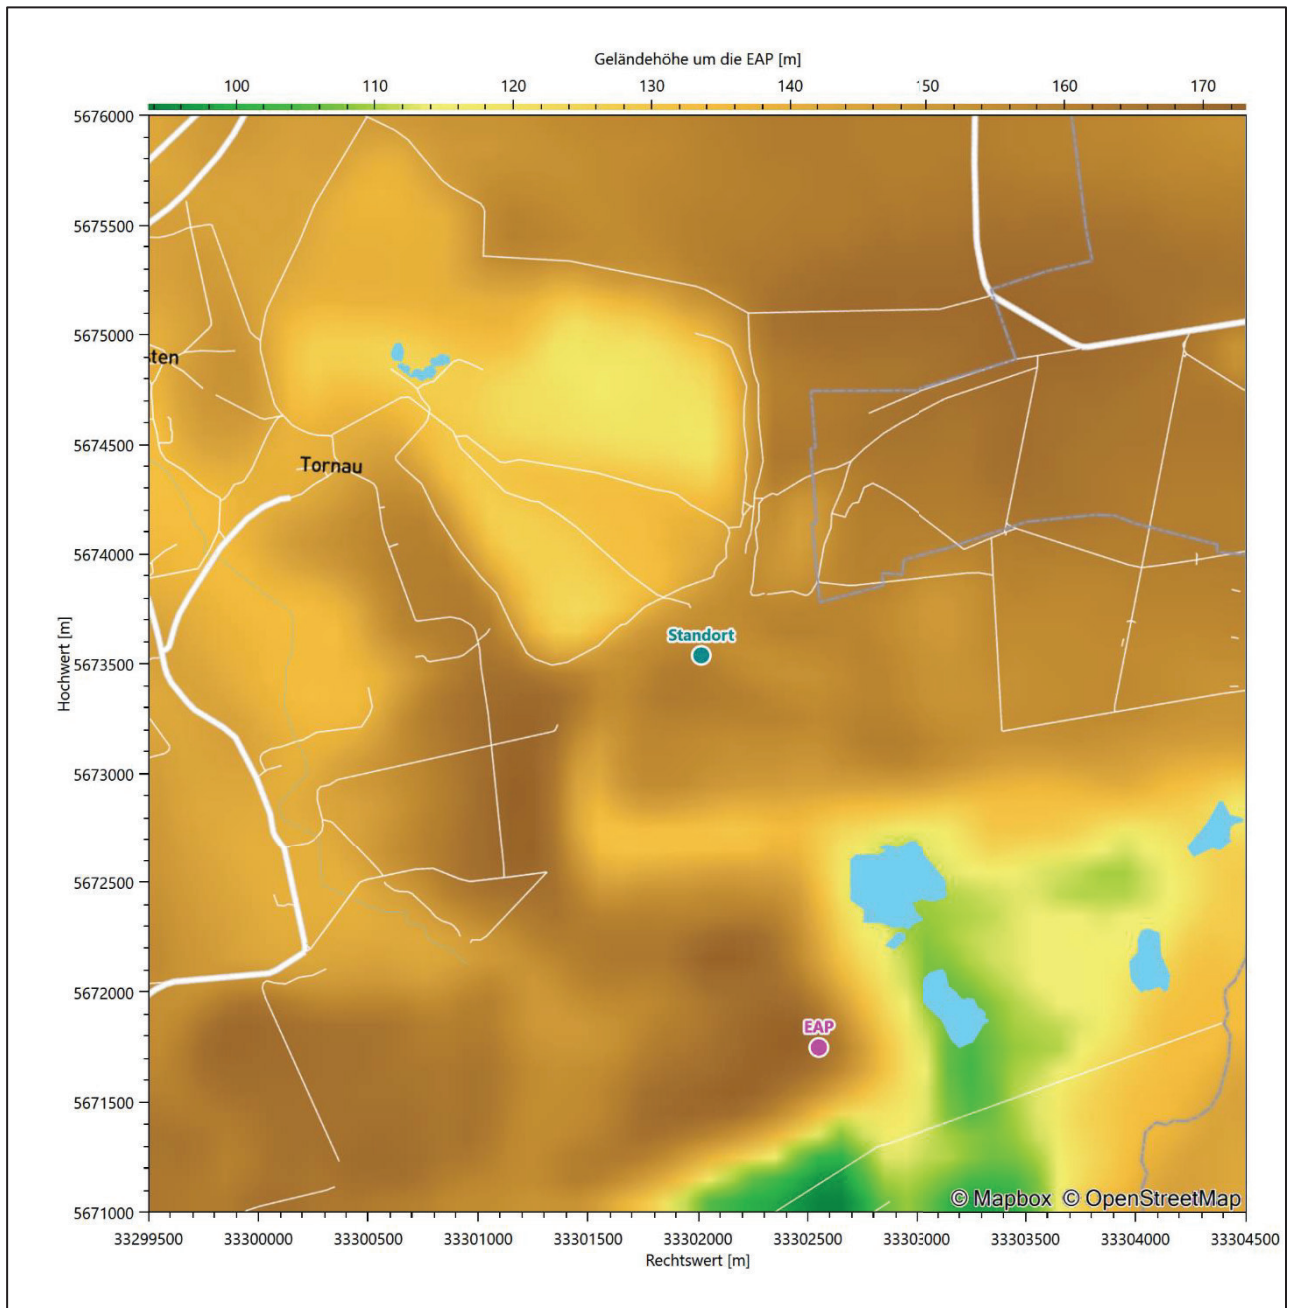 Geländehöhe um die EAP [m]
100 110 120 130 140 150 160 170
5676000
5675500
5675000
sten
5674500
Tornau
5674000
Standort
5673500
Hochwert [m]
5673000
5672500
5672000
EAP
5671500
© Mapbox © OpenStreetMap
5671000
33299500 33300000 33300500 33301000 33301500 33302000 33302500 33303000 33303500 33304000 33304500
Rechtswert [m]